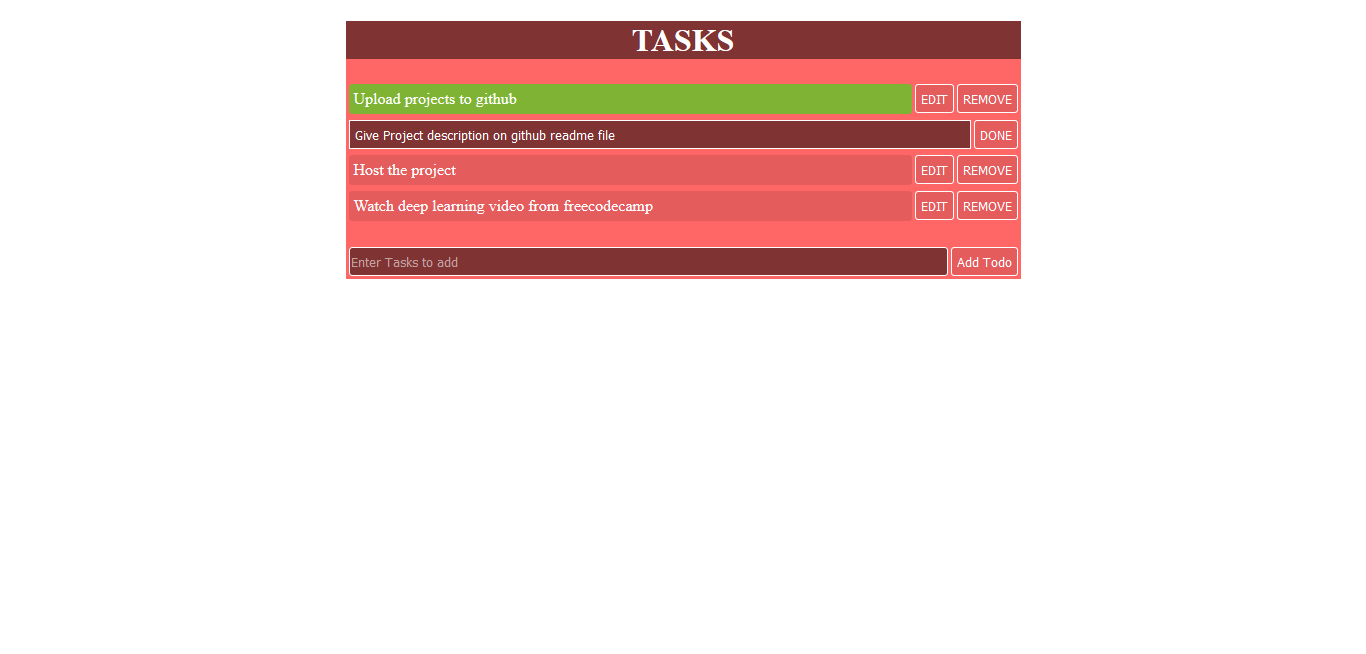 TASKS
Upload projects to github EDIT REMOVE
Give Project description on github readme file DONE
Host the project EDIT REMOVE
Watch deep learning video from freecodecamp EDIT REMOVE
Enter Tasks to add Add Todo